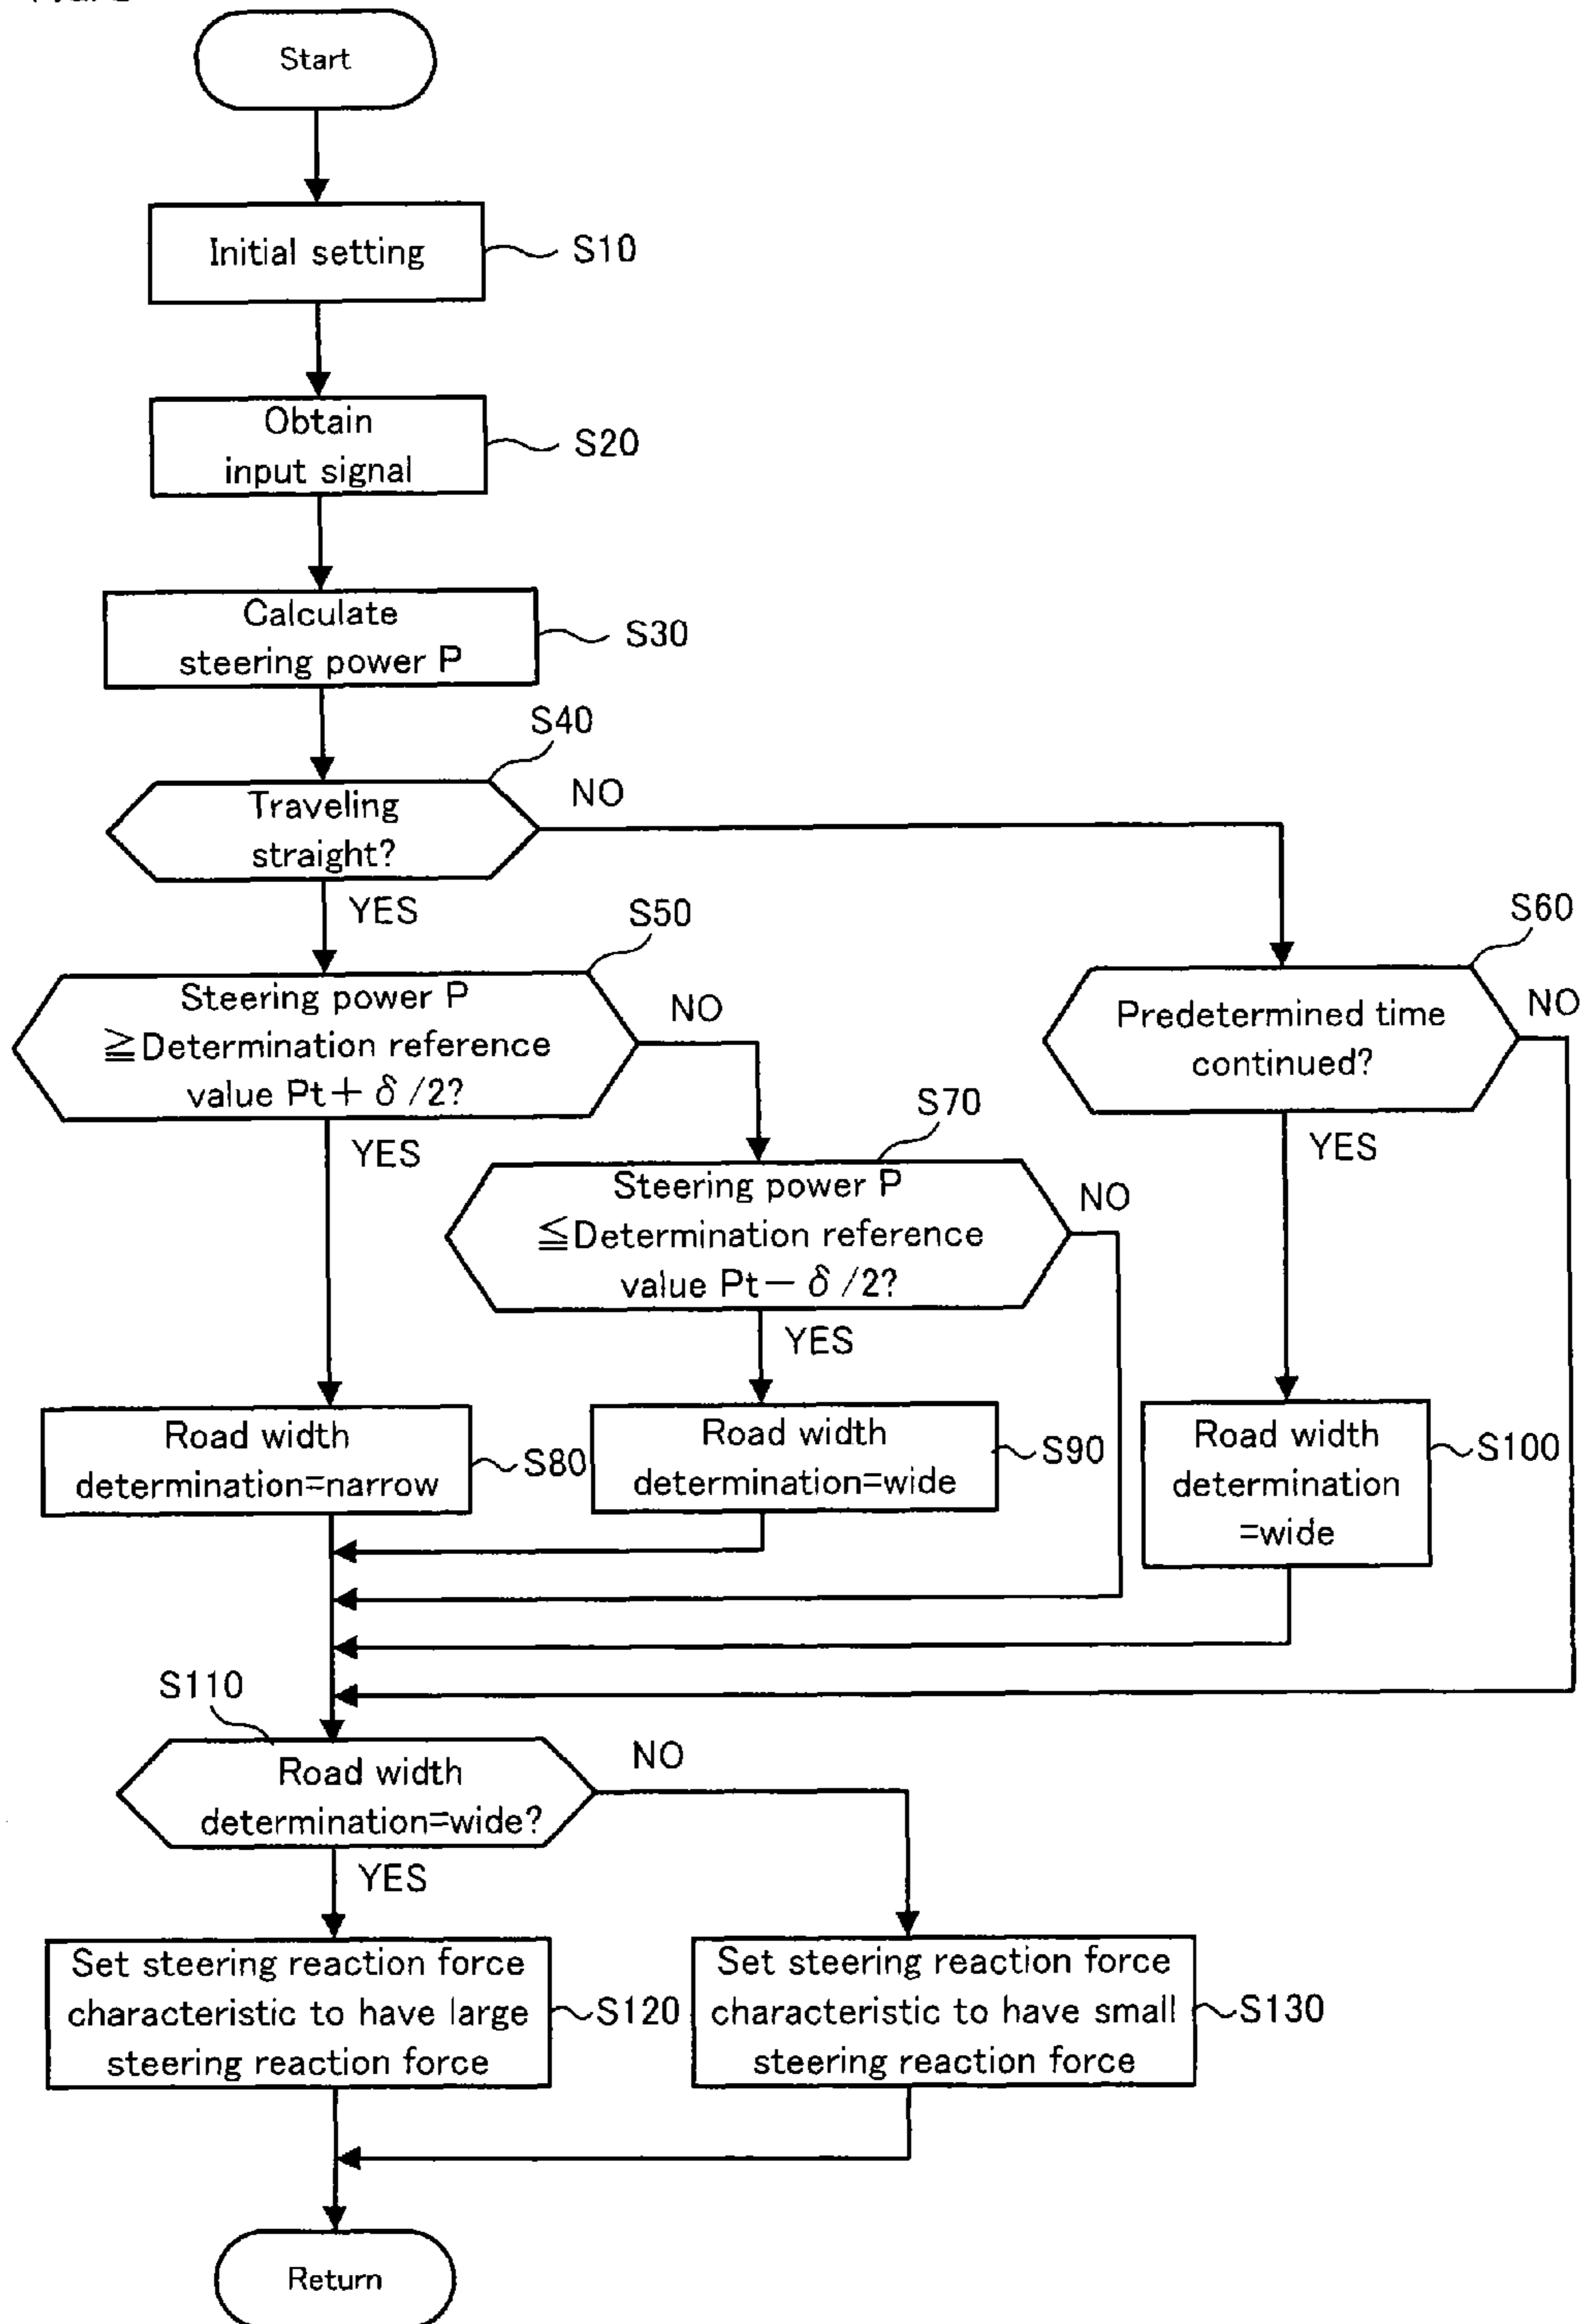 Start
Initial setting
S10
Obtain
input signal
S20
Calculate
steering power P
S30
S40
Traveling
straight?
NO
YES
S50
Steering power P
≧Determination reference
value Pt+δ/2?
NO
YES
S60
Predetermined time
continued?
NO
YES
S70
Steering power P
≦Determination reference
value Pt-δ/2?
NO
YES
Road width
determination=narrow
S80
Road width
determination=wide
S90
Road width
determination
=wide
S100
S110
Road width
determination=wide?
NO
YES
Set steering reaction force
characteristic to have large
steering reaction force
S120
Set steering reaction force
characteristic to have small
steering reaction force
S130
Return